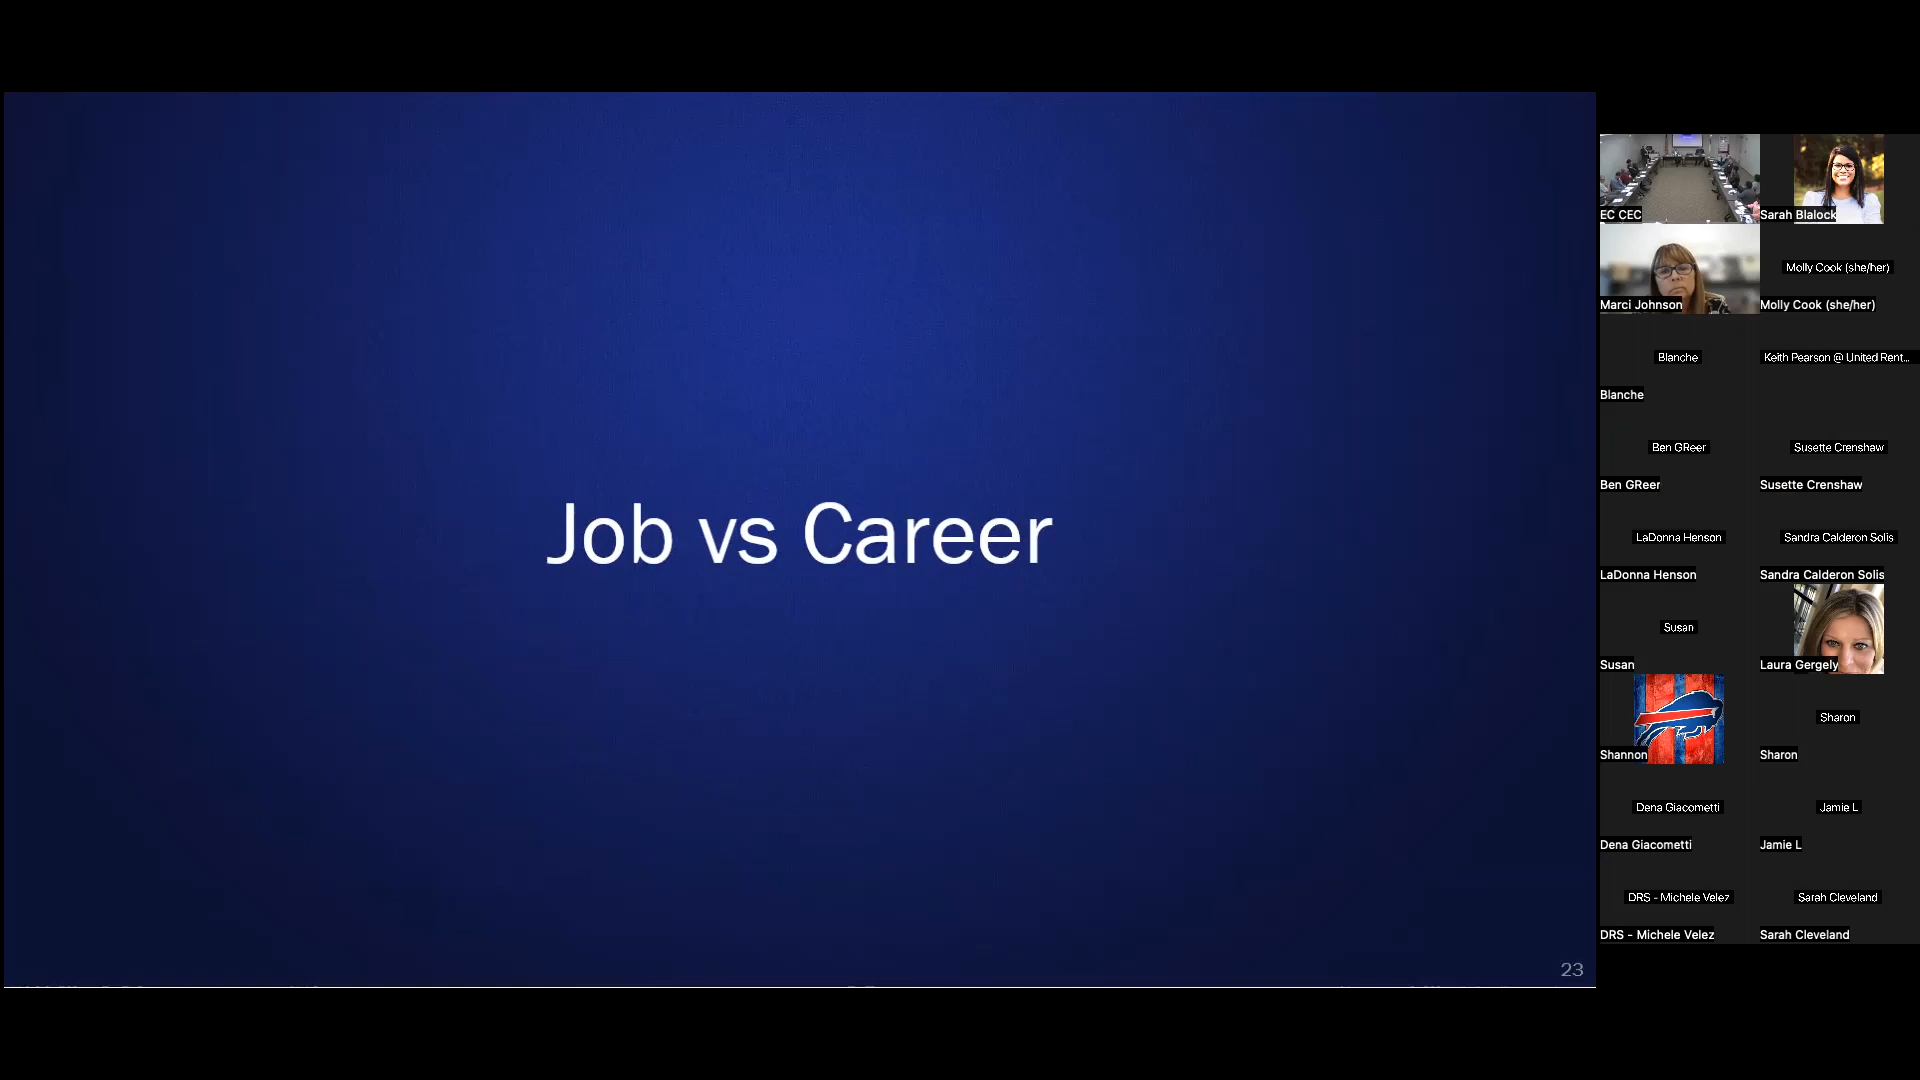 Job vs Career
23
EC CEC
Sarah Blalock
Marci Johnson
Molly Cook (she/her)
Molly Cook (she/her)
Blanche
Blanche
Keith Pearson @ United Rent...
Ben GReer
Ben GReer
Susette Crenshaw
Susette Crenshaw
LaDonna Henson
LaDonna Henson
Sandra Calderon Solis
Sandra Calderon Solis
Susan
Susan
Laura Gergely
Shannon
Sharon
Sharon
Dena Giacometti
Dena Giacometti
Jamie L
Jamie L
DRS - Michele Velez
DRS - Michele Velez
Sarah Cleveland
Sarah Cleveland